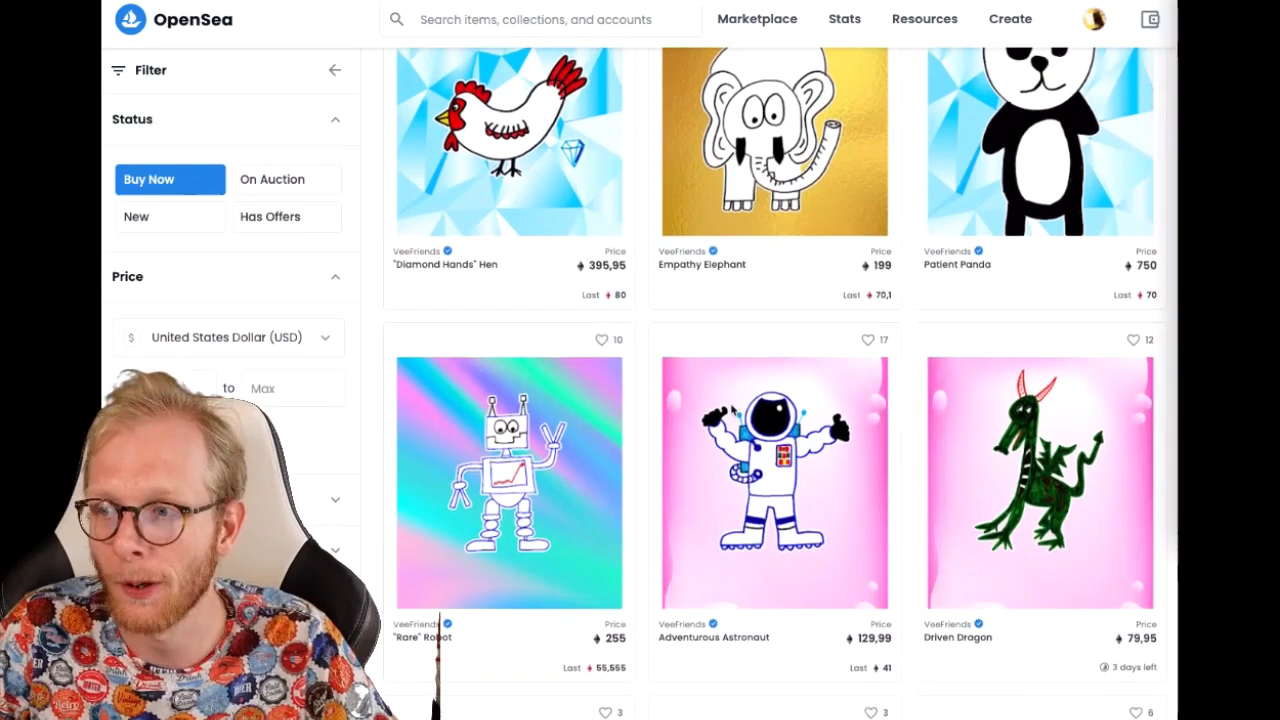 OpenSea
Search items, collections, and accounts
Marketplace Stats Resources Create
Filter
Status
Buy Now On Auction
New Has Offers
Price
$ United States Dollar (USD)
to Max
VeeFriends Price
"Diamond Hands" Hen 395,95
Last 80
VeeFriends Price
Empathy Elephant 199
Last 70,1
VeeFriends Price
Patient Panda 750
Last 70
10
17
12
VeeFriends Price
"Rare" Robot 255
Last 55,555
VeeFriends Price
Adventurous Astronaut 129,99
Last 41
VeeFriends Price
Driven Dragon 79,95
3 days left
3
3
6